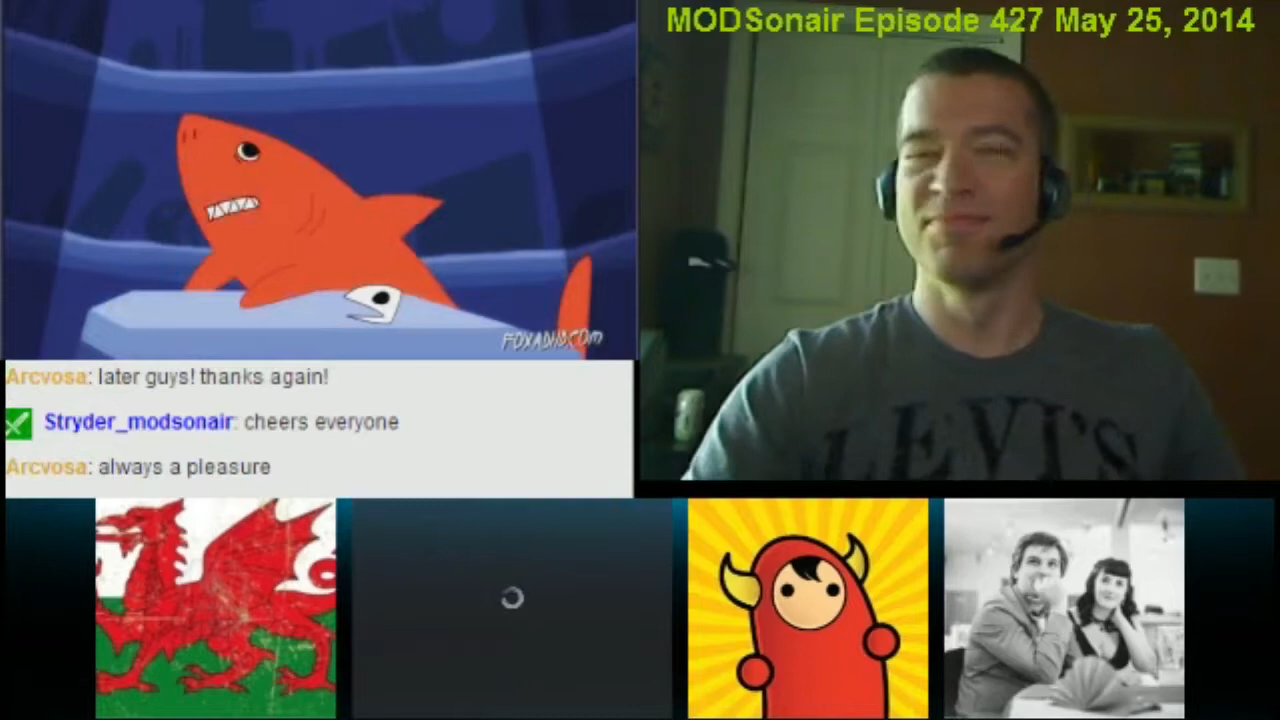 MODSonair Episode 427 May 25, 2014
FOXADHD.COM
LEVI'S
Arcvosa: later guys! thanks again!
Stryder_modsonair: cheers everyone
Arcvosa: always a pleasure